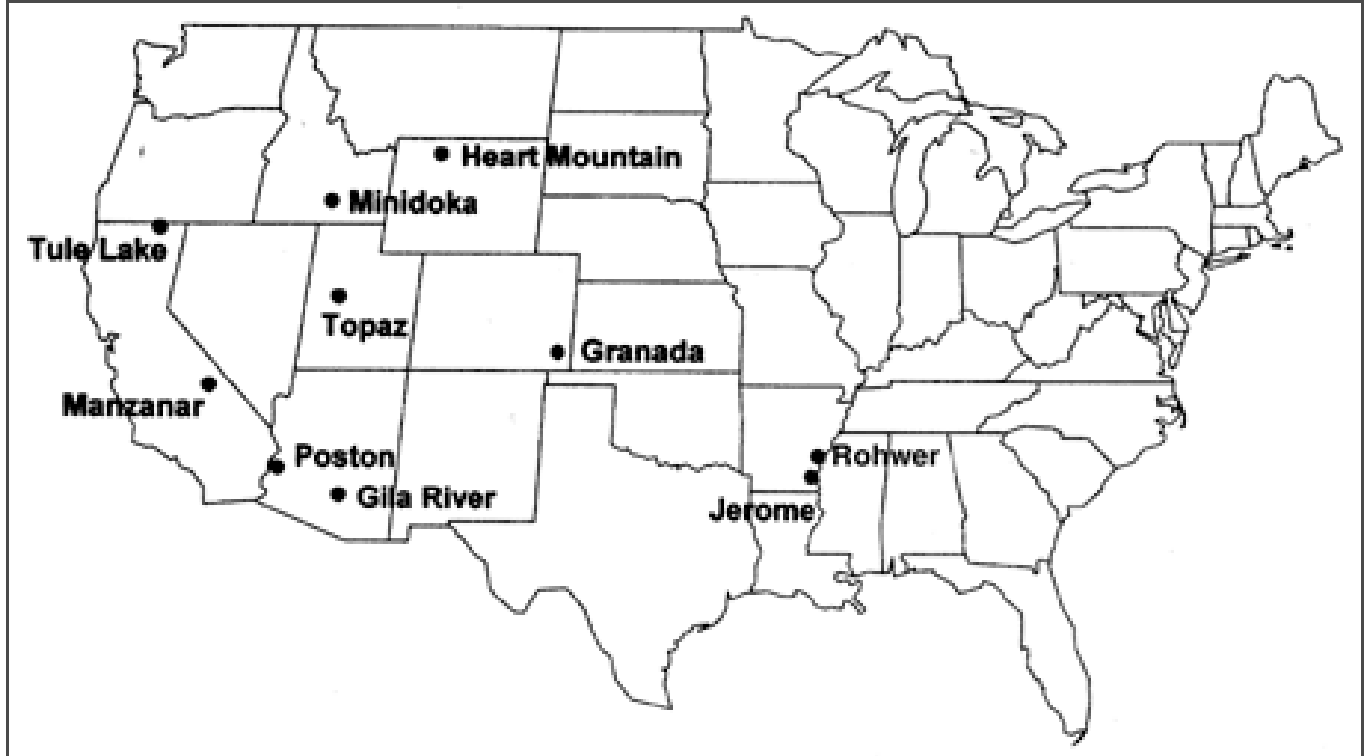 Heart Mountain
Minidoka
Tule Lake
Topaz
Granada
Manzanar
Poston
Rohwer
Gila River
Jerome